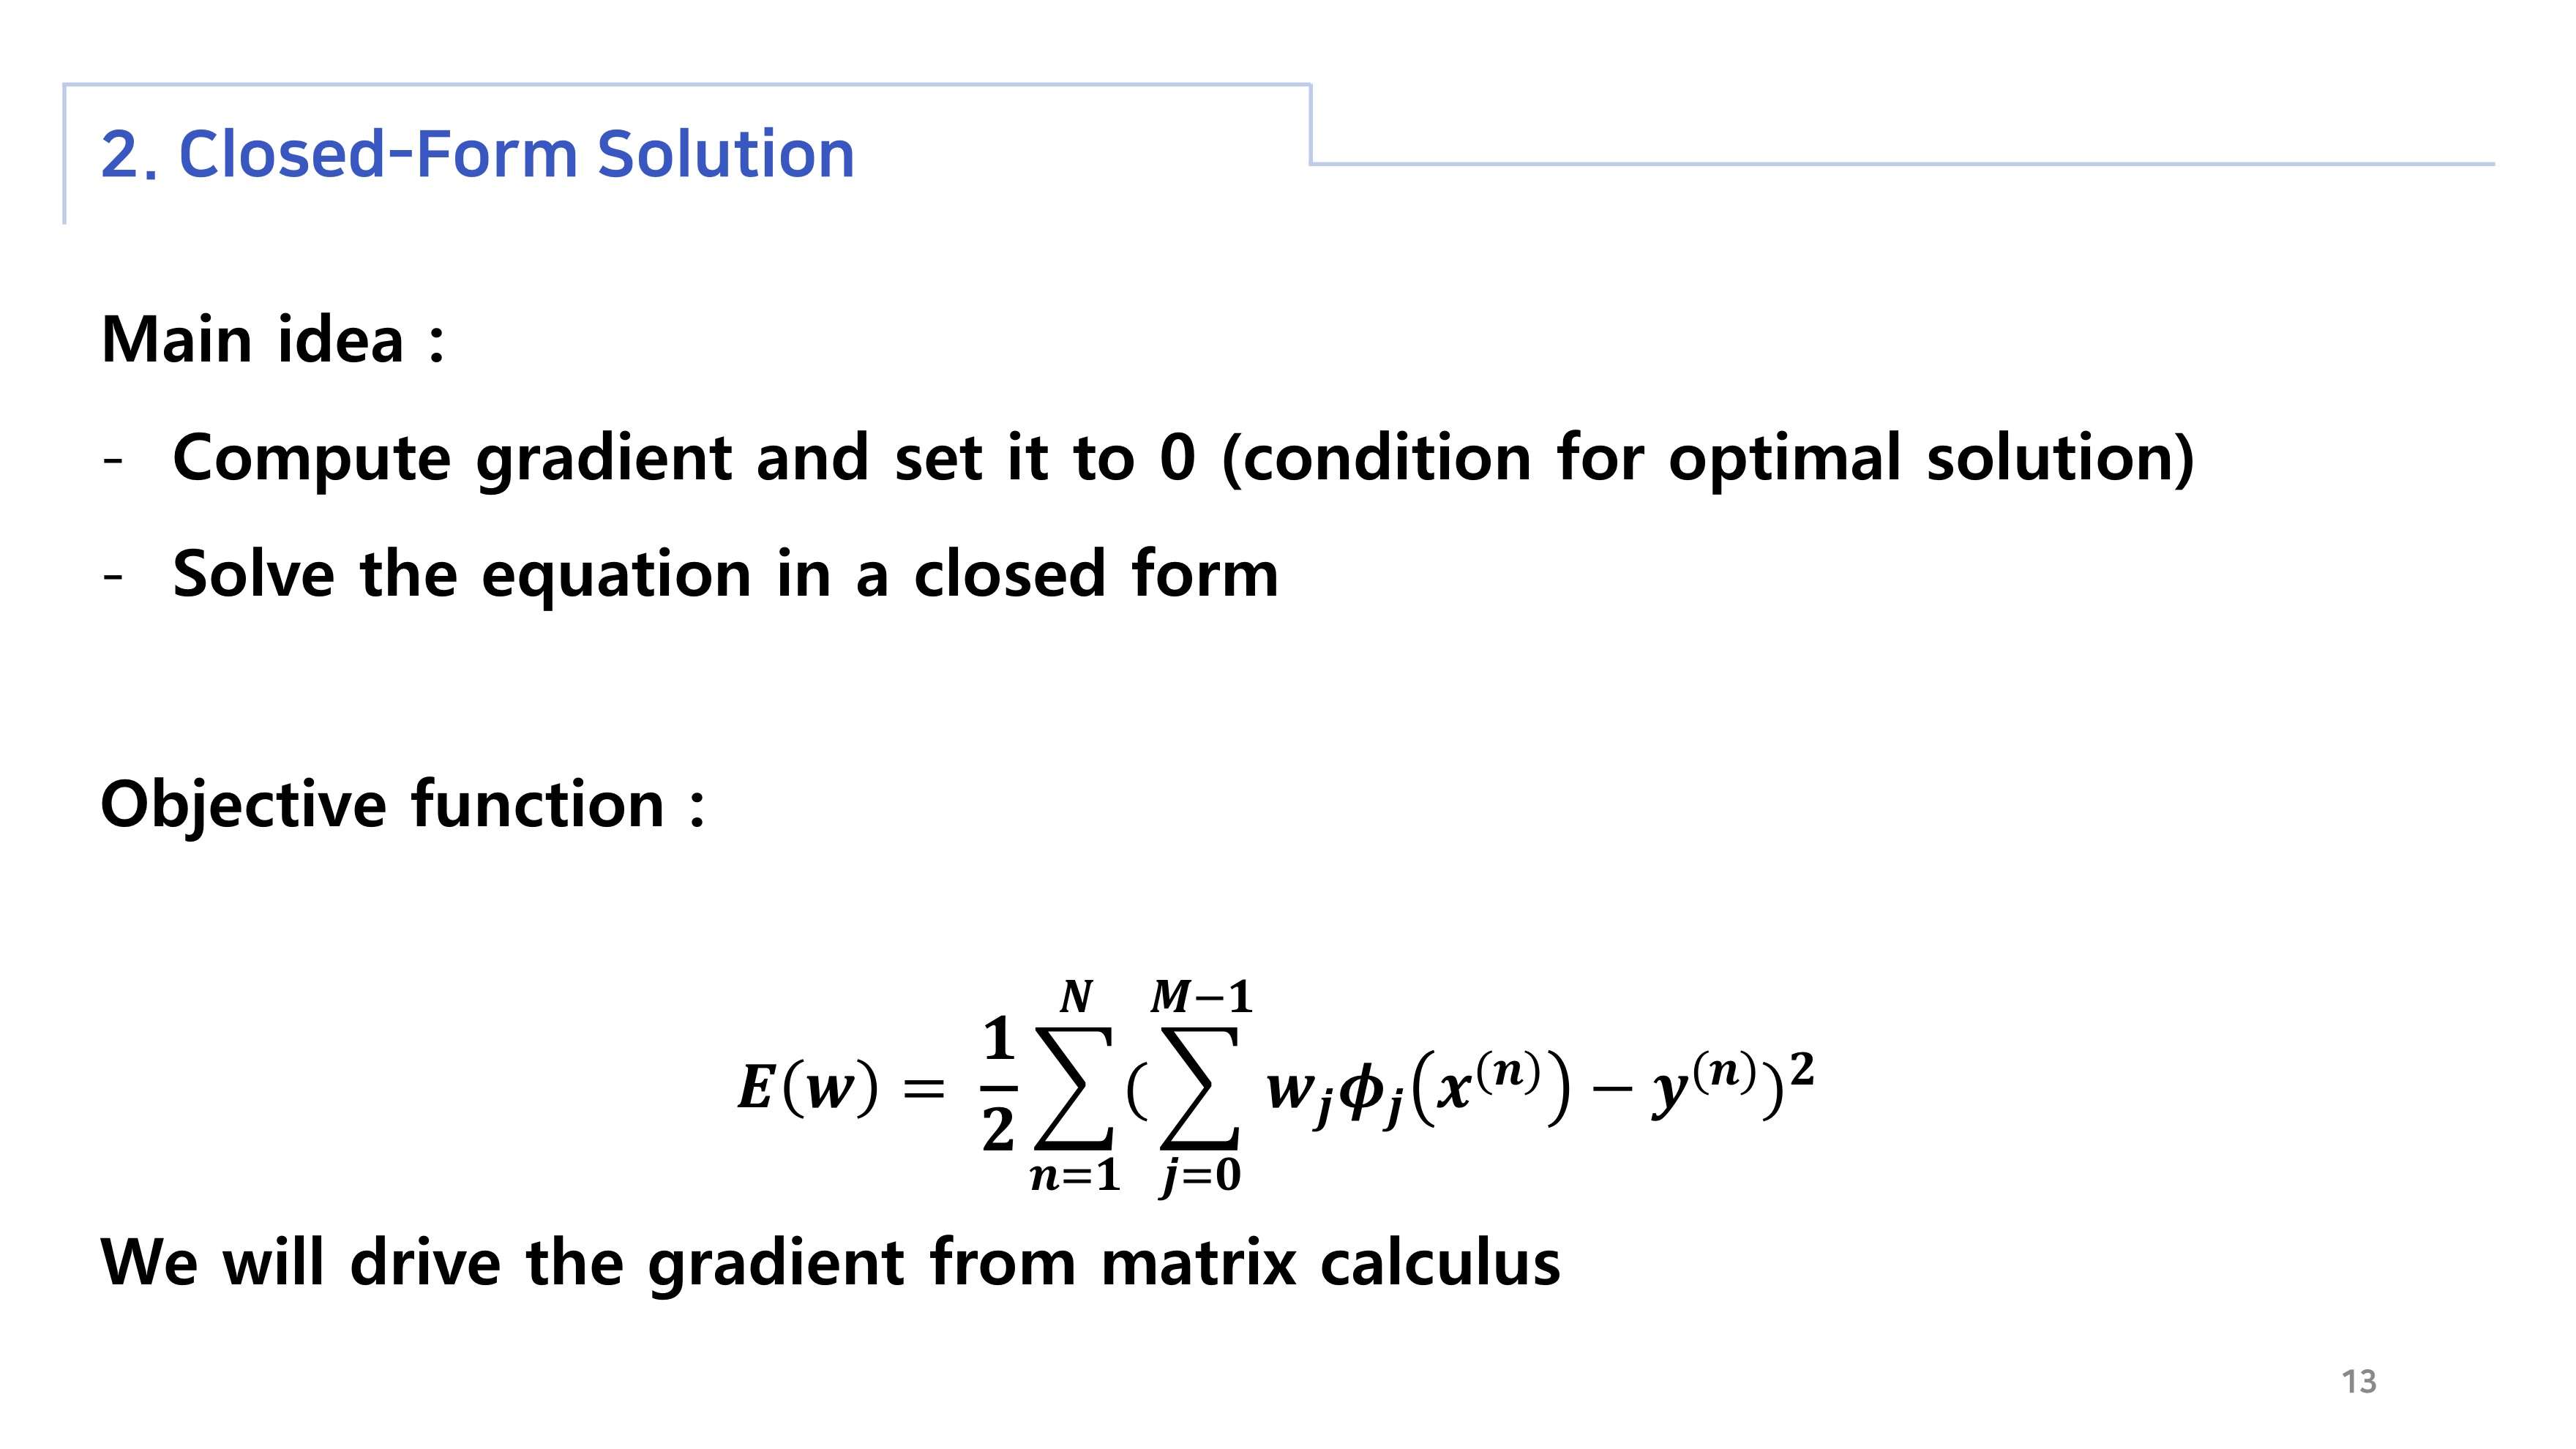 2. Closed-Form Solution
Main idea :
- Compute gradient and set it to 0 (condition for optimal solution)
- Solve the equation in a closed form
Objective function :
$E(w) = \frac{1}{2} \sum_{n=1}^{N} ( \sum_{j=0}^{M-1} w_j \phi_j (x^{(n)}) - y^{(n)})^2$
We will drive the gradient from matrix calculus
13